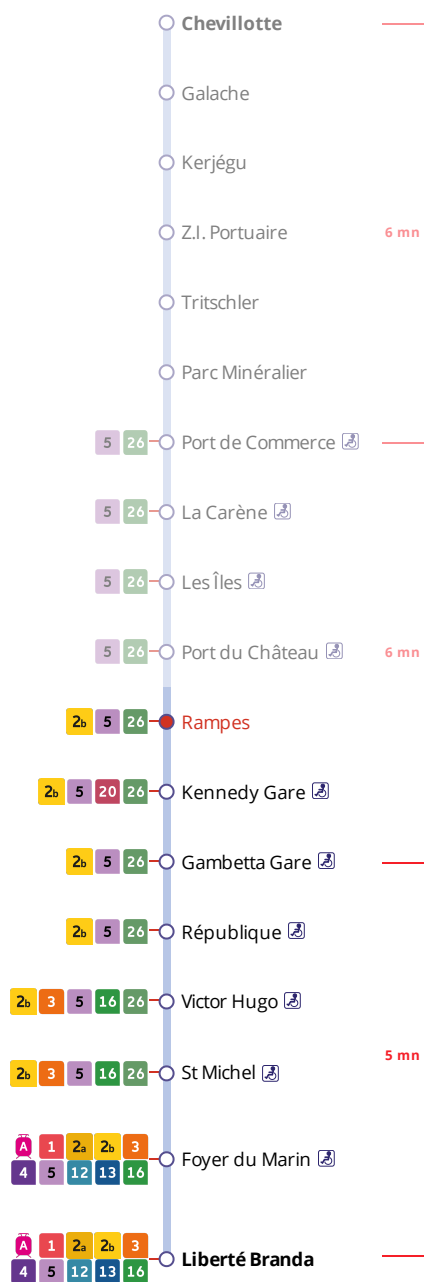 Chevillotte
Galache
Kerjégu
Z.I. Portuaire 6 mn
Tritschler
Parc Minéralier
5 26 Port de Commerce
5 26 La Carène
5 26 Les Îles
5 26 Port du Château 6 mn
2b 5 26 Rampes
2b 5 20 26 Kennedy Gare
2b 5 26 Gambetta Gare
2b 5 26 République
2b 3 5 16 26 Victor Hugo
5 mn
2b 3 5 16 26 St Michel
A 1 2a 2b 3
4 5 12 13 16 Foyer du Marin
A 1 2a 2b 3
4 5 12 13 16 Liberté Branda